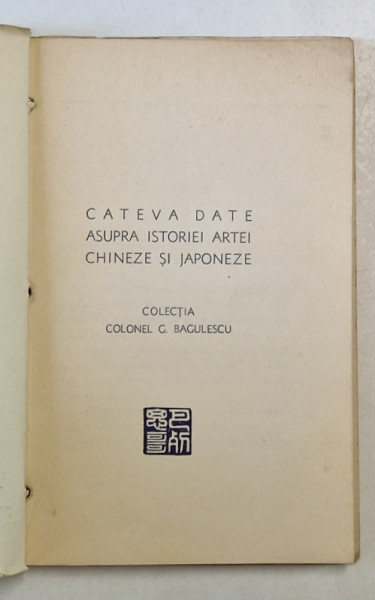 CATEVA DATE
ASUPRA ISTORIEI ARTEI
CHINEZE ȘI JAPONEZE
COLECȚIA
COLONEL G. BAGULESCU